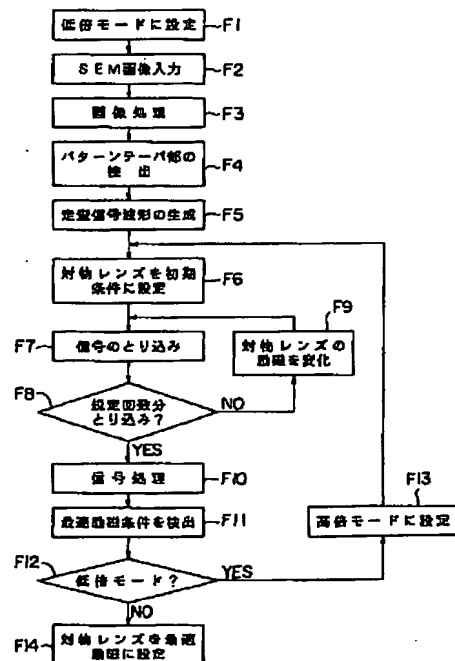 低倍モードに設定
F1
SEM画像入力
F2
画像処理
F3
パターンテーパ部の
検出
F4
走査信号波形の生成
F5
対物レンズを初期
条件に設定
F6
F9
F7
信号のとり込み
対物レンズの
励磁を変化
F8
設定回数分
とり込み?
NO
YES
信号処理
F10
F13
最適励磁条件を検出
F11
高倍モードに設定
F12
低倍モード?
YES
NO
F14
対物レンズを最適
励磁に設定